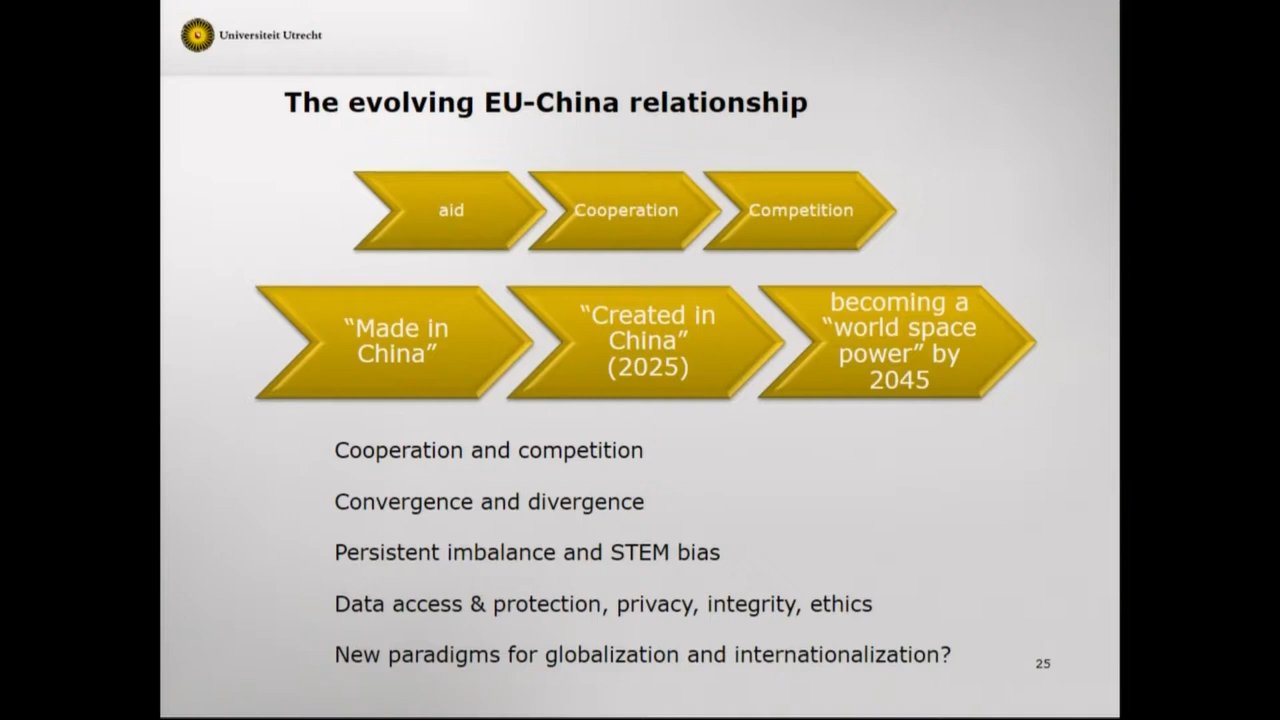 Universiteit Utrecht
The evolving EU-China relationship
aid
Cooperation
Competition
“Made in
China”
“Created in
China”
(2025)
becoming a
“world space
power” by
2045
Cooperation and competition
Convergence and divergence
Persistent imbalance and STEM bias
Data access & protection, privacy, integrity, ethics
New paradigms for globalization and internationalization?
25